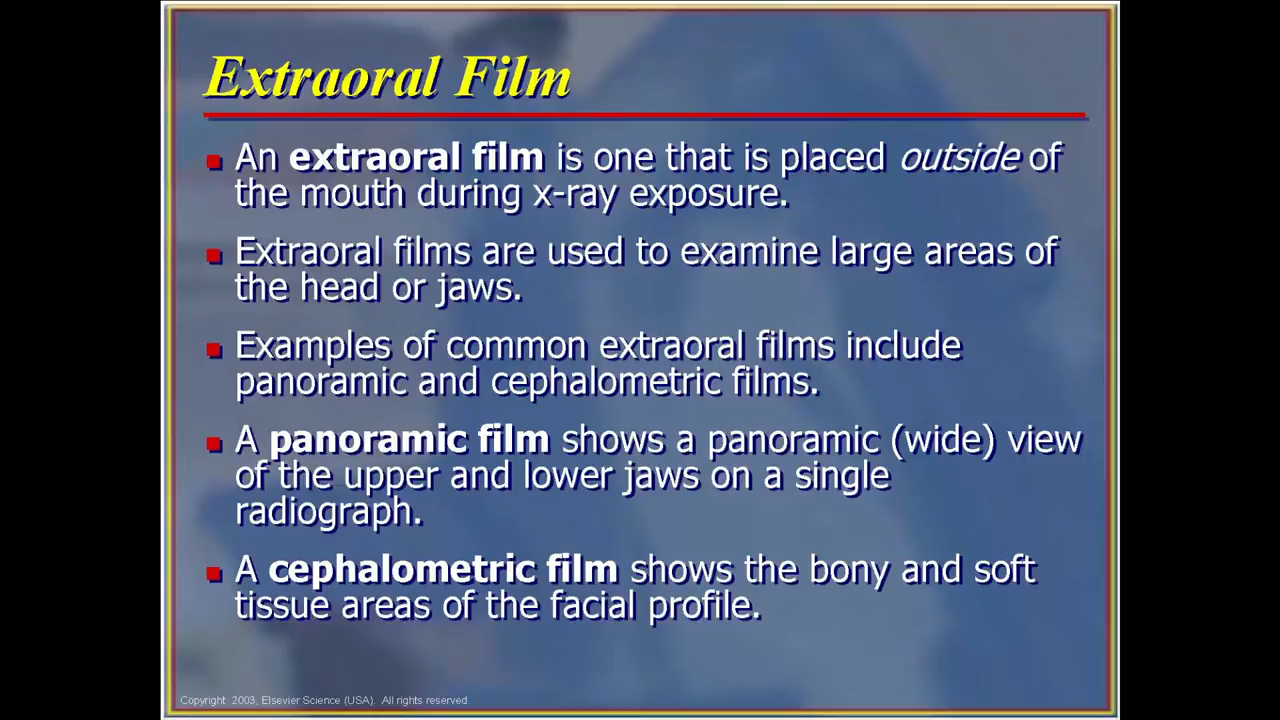 Extraoral Film
An extraoral film is one that is placed outside of
the mouth during x-ray exposure.
Extraoral films are used to examine large areas of
the head or jaws.
Examples of common extraoral films include
panoramic and cephalometric films.
A panoramic film shows a panoramic (wide) view
of the upper and lower jaws on a single
radiograph.
A cephalometric film shows the bony and soft
tissue areas of the facial profile.
Copyright 2003, Elsevier Science (USA). All rights reserved.